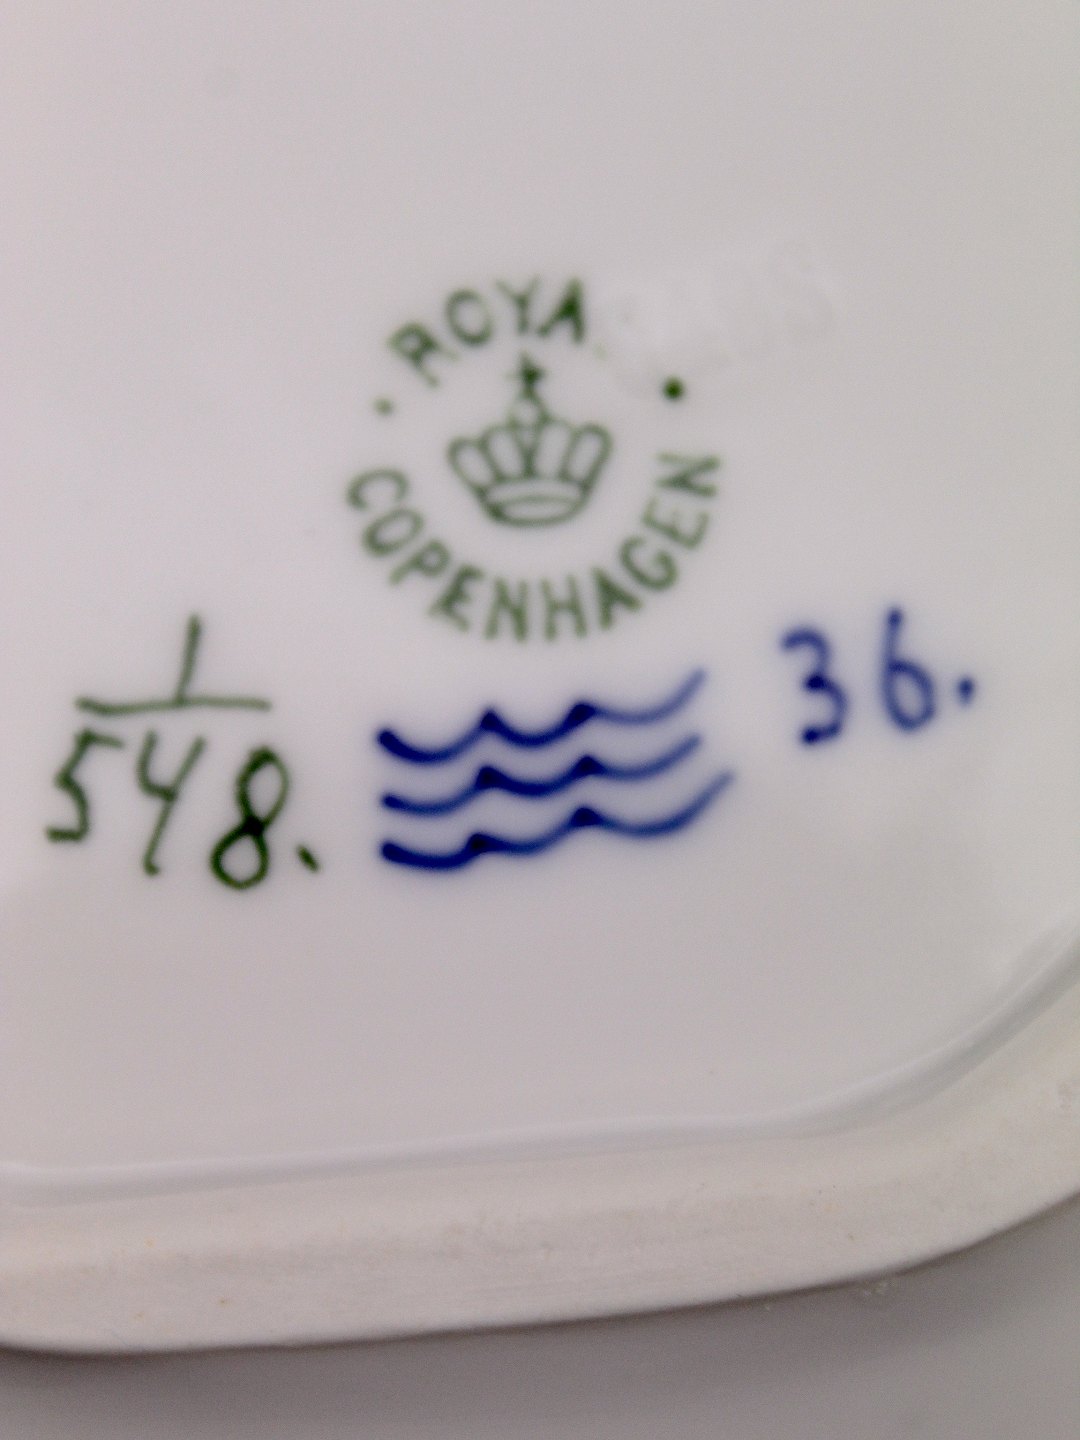 ROYA
COPENHAGEN
1
548.
36.